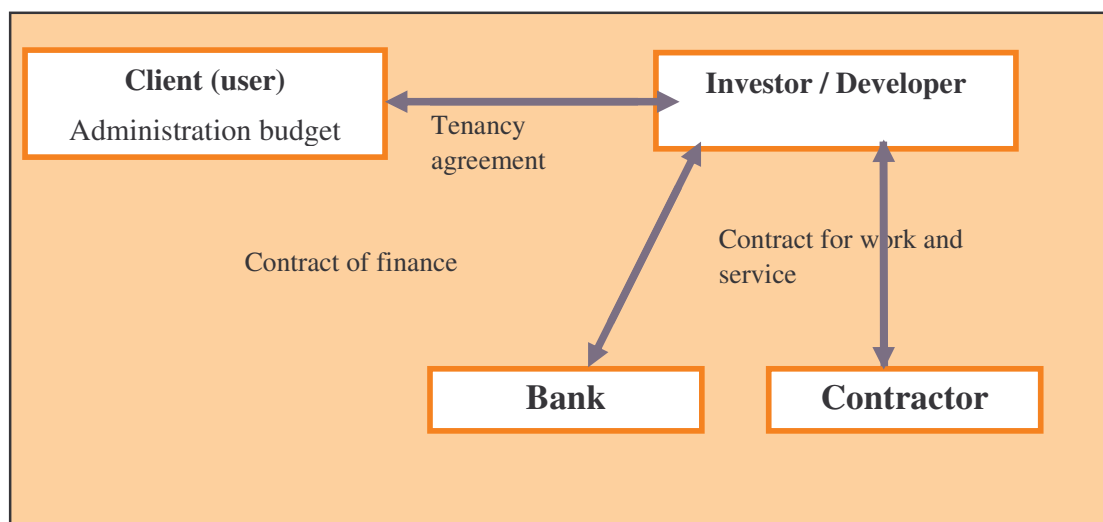 Client (user)
Administration budget
Investor / Developer
Tenancy
agreement
Contract of finance
Contract for work and
service
Bank
Contractor